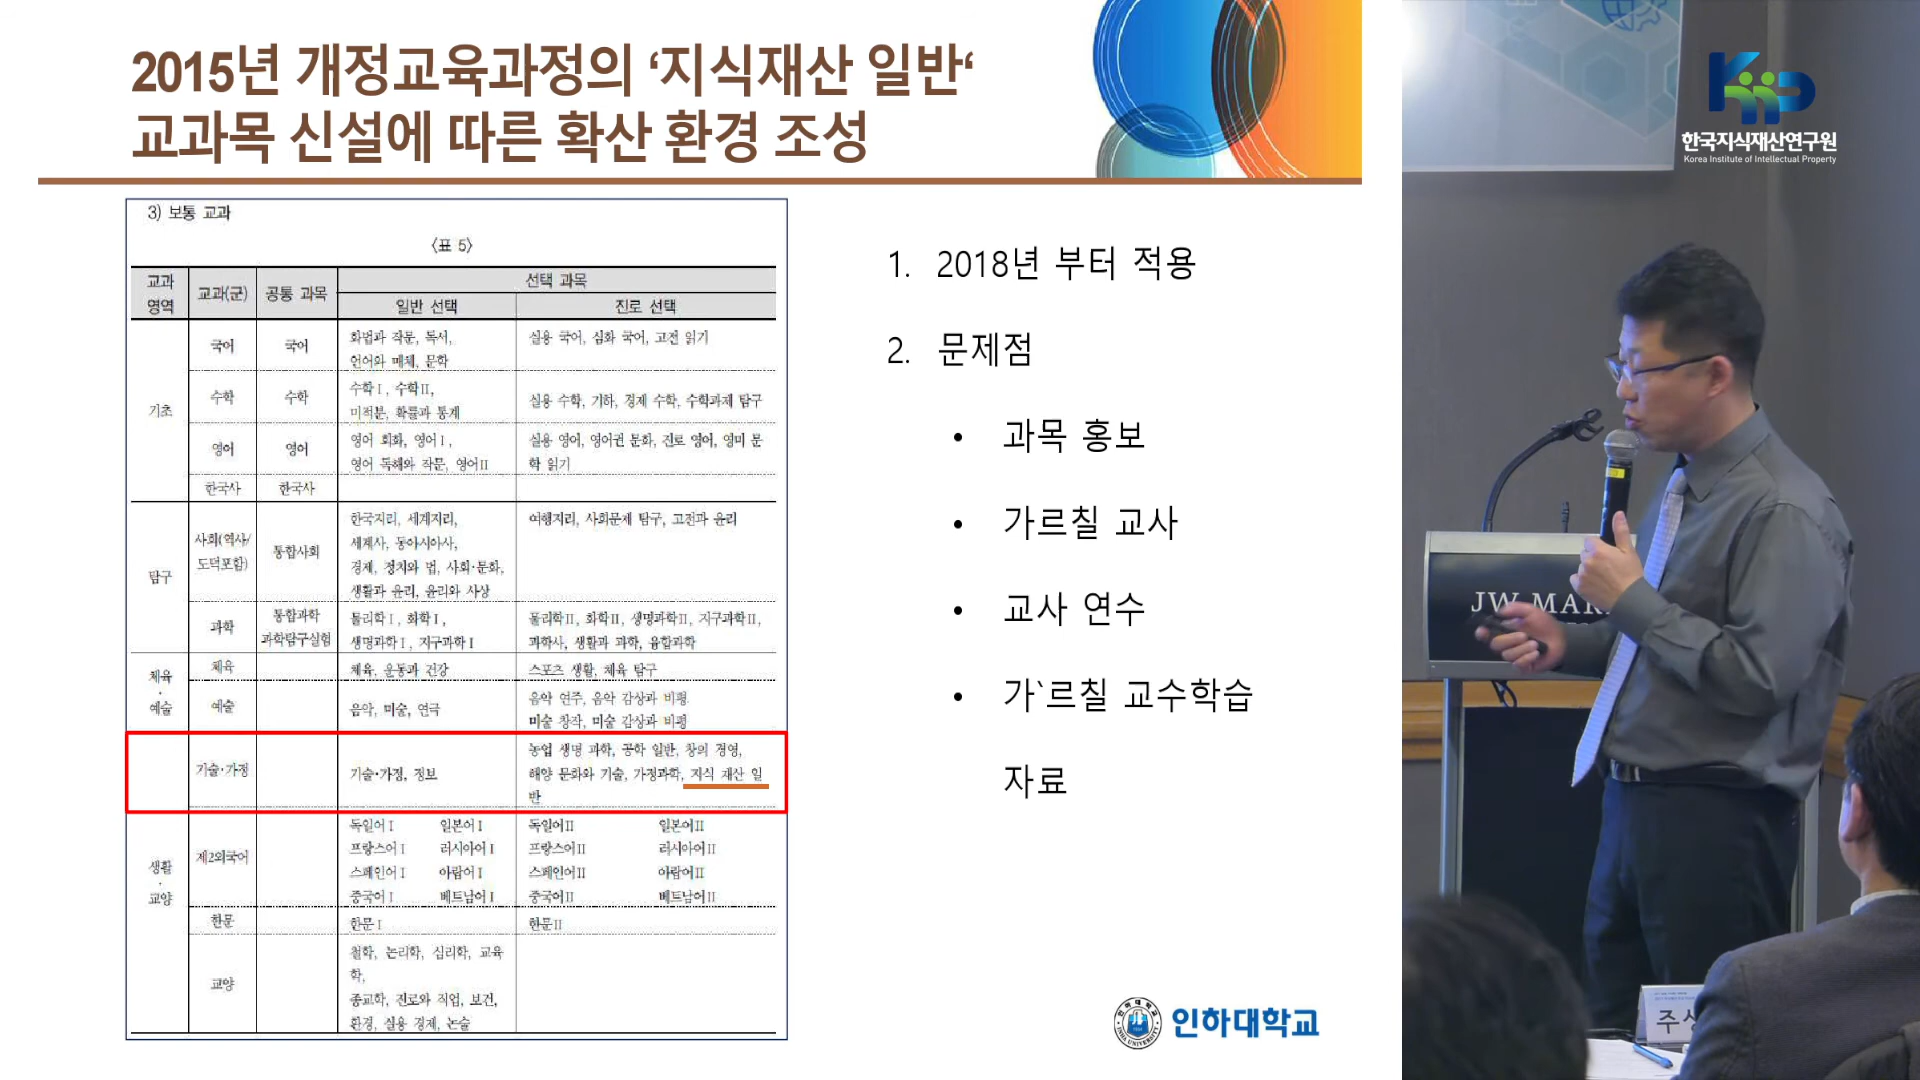 2015년 개정교육과정의 ‘지식재산 일반‘
교과목 신설에 따른 확산 환경 조성
3) 보통 교과
〈표 5〉
교과 영역 교과(군) 공통 과목 선택 과목
일반 선택 진로 선택
기초 국어 국어 화법과 작문, 독서, 실용 국어, 심화 국어, 고전 읽기
언어와 매체, 문학
수학 수학 수학Ⅰ, 수학Ⅱ, 실용 수학, 기하, 경제 수학, 수학과제 탐구
미적분, 확률과 통계
영어 영어 영어 회화, 영어Ⅰ, 실용 영어, 영어권 문화, 진로 영어, 영미 문
영어 독해와 작문, 영어Ⅱ 학 읽기
한국사 한국사
탐구 사회(역사/ 통합사회 한국지리, 세계지리, 여행지리, 사회문제 탐구, 고전과 윤리
도덕포함) 세계사, 동아시아사,
경제, 정치와 법, 사회·문화,
생활과 윤리, 윤리와 사상
과학 통합과학 물리학Ⅰ, 화학Ⅰ, 물리학Ⅱ, 화학Ⅱ, 생명과학Ⅱ, 지구과학Ⅱ,
과학탐구실험 생명과학Ⅰ, 지구과학Ⅰ 과학사, 생활과 과학, 융합과학
체육 · 예술 체육 체육, 운동과 건강 스포츠 생활, 체육 탐구
예술 음악, 미술, 연극 음악 연주, 음악 감상과 비평
미술 창작, 미술 감상과 비평
기술·가정 기술·가정, 정보 농업 생명 과학, 공학 일반, 창의 경영,
해양 문화와 기술, 가정과학, 지식 재산 일
반
생활 · 교양 제2외국어 독일어Ⅰ 일본어Ⅰ 독일어Ⅱ 일본어Ⅱ
프랑스어Ⅰ 러시아어Ⅰ 프랑스어Ⅱ 러시아어Ⅱ
스페인어Ⅰ 아랍어Ⅰ 스페인어Ⅱ 아랍어Ⅱ
중국어Ⅰ 베트남어Ⅰ 중국어Ⅱ 베트남어Ⅱ
한문 한문Ⅰ 한문Ⅱ
교양 철학, 논리학, 심리학, 교육
학,
종교학, 진로와 직업, 보건,
환경, 실용 경제, 논술
1. 2018년 부터 적용
2. 문제점
• 과목 홍보
• 가르칠 교사
• 교사 연수
• 가`르칠 교수학습
자료
인하대학교
KIIP
한국지식재산연구원
Korea Institute of Intellectual Property
JW MAR